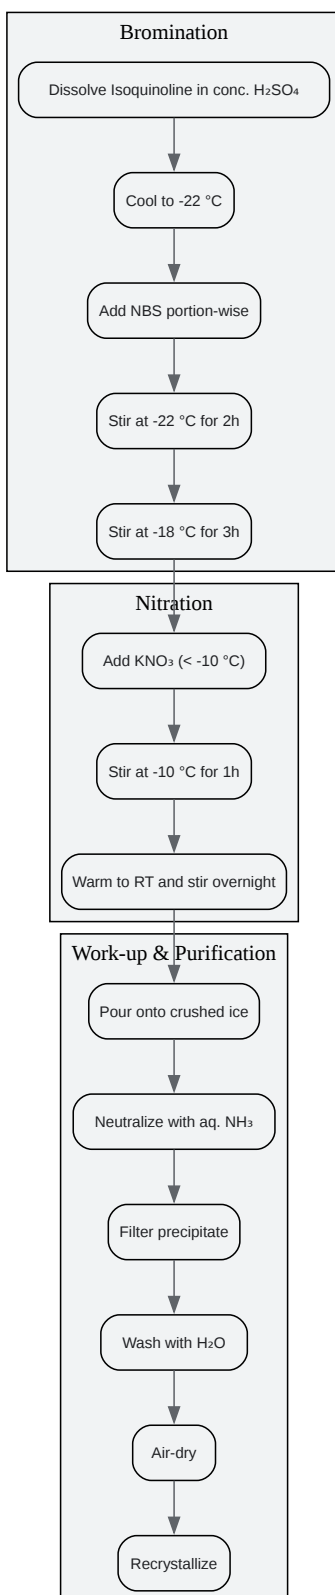 Bromination
Dissolve Isoquinoline in conc. H₂SO₄
Cool to -22 °C
Add NBS portion-wise
Stir at -22 °C for 2h
Stir at -18 °C for 3h
Nitration
Add KNO₃ (< -10 °C)
Stir at -10 °C for 1h
Warm to RT and stir overnight
Work-up & Purification
Pour onto crushed ice
Neutralize with aq. NH₃
Filter precipitate
Wash with H₂O
Air-dry
Recrystallize